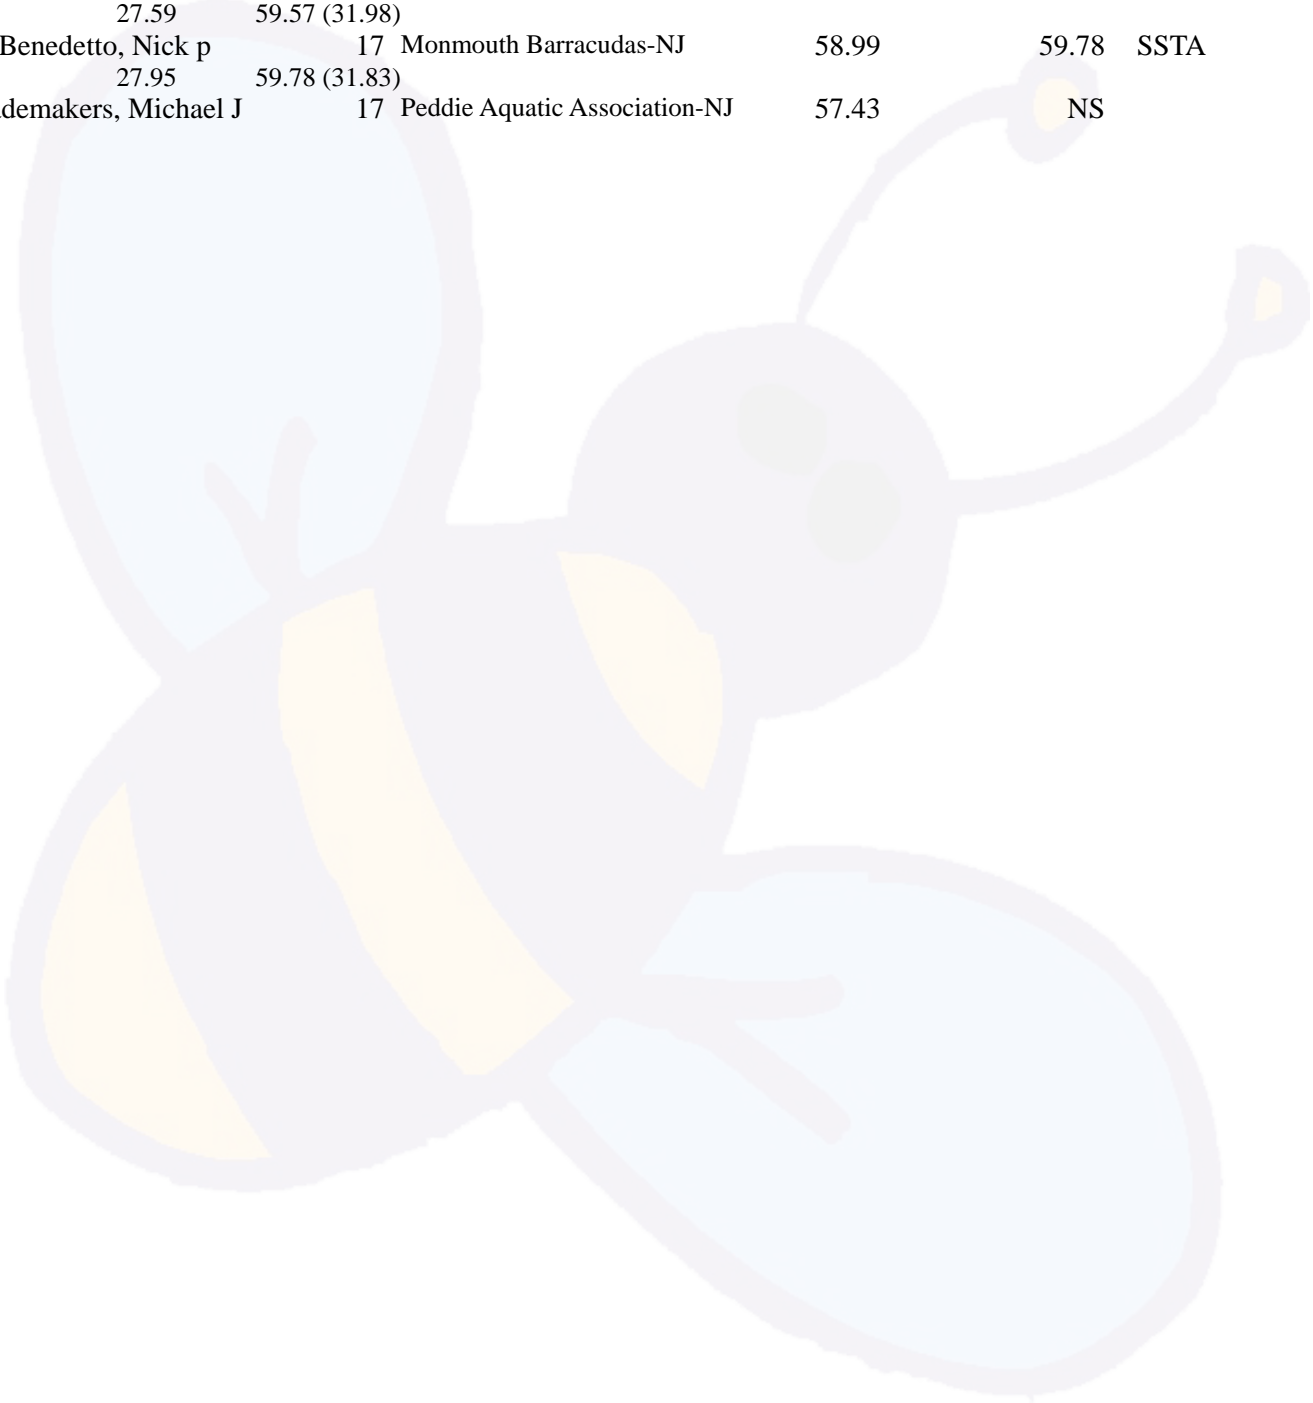 27.59 59.57 (31.98)
Benedetto, Nick p 17 Monmouth Barracudas-NJ 58.99 59.78 SSTA
27.95 59.78 (31.83)
demakers, Michael J 17 Peddie Aquatic Association-NJ 57.43 NS